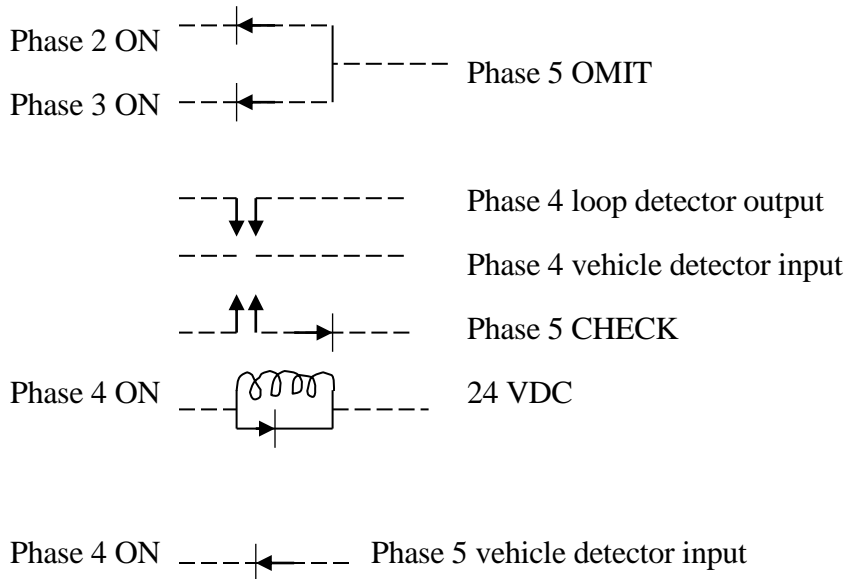 Phase 2 ON
Phase 5 OMIT
Phase 3 ON
Phase 4 loop detector output
Phase 4 vehicle detector input
Phase 5 CHECK
Phase 4 ON 24 VDC
Phase 4 ON Phase 5 vehicle detector input